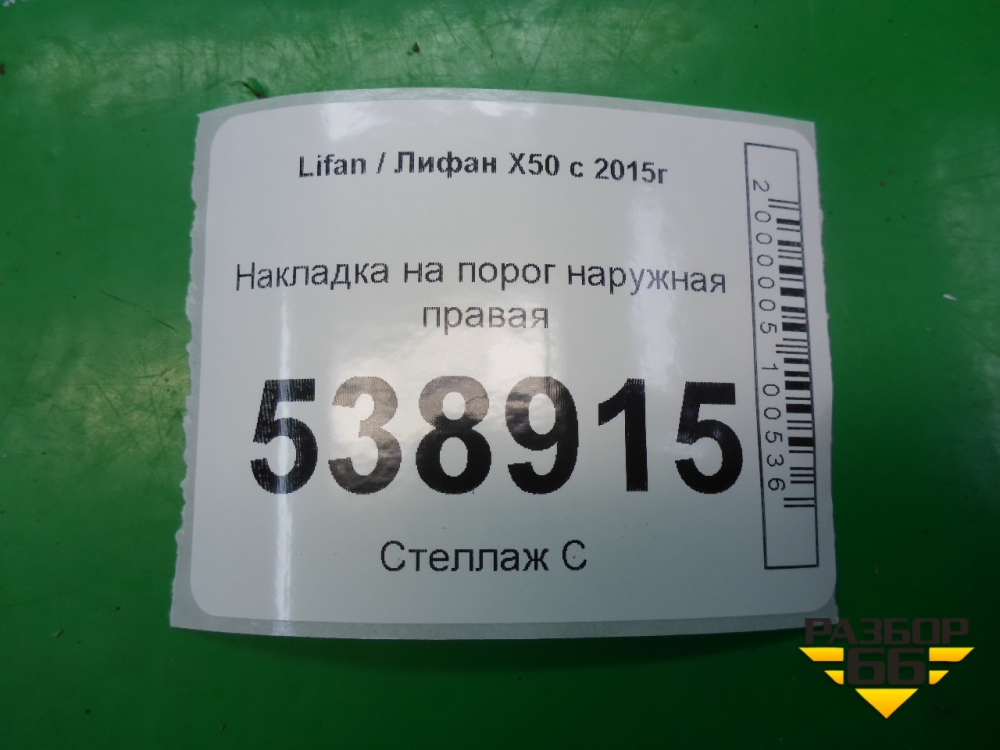 Lifan / Лифан X50 с 2015г
Накладка на порог наружная
правая
538915
Стеллаж С
2000005100536
РАЗБОР
66